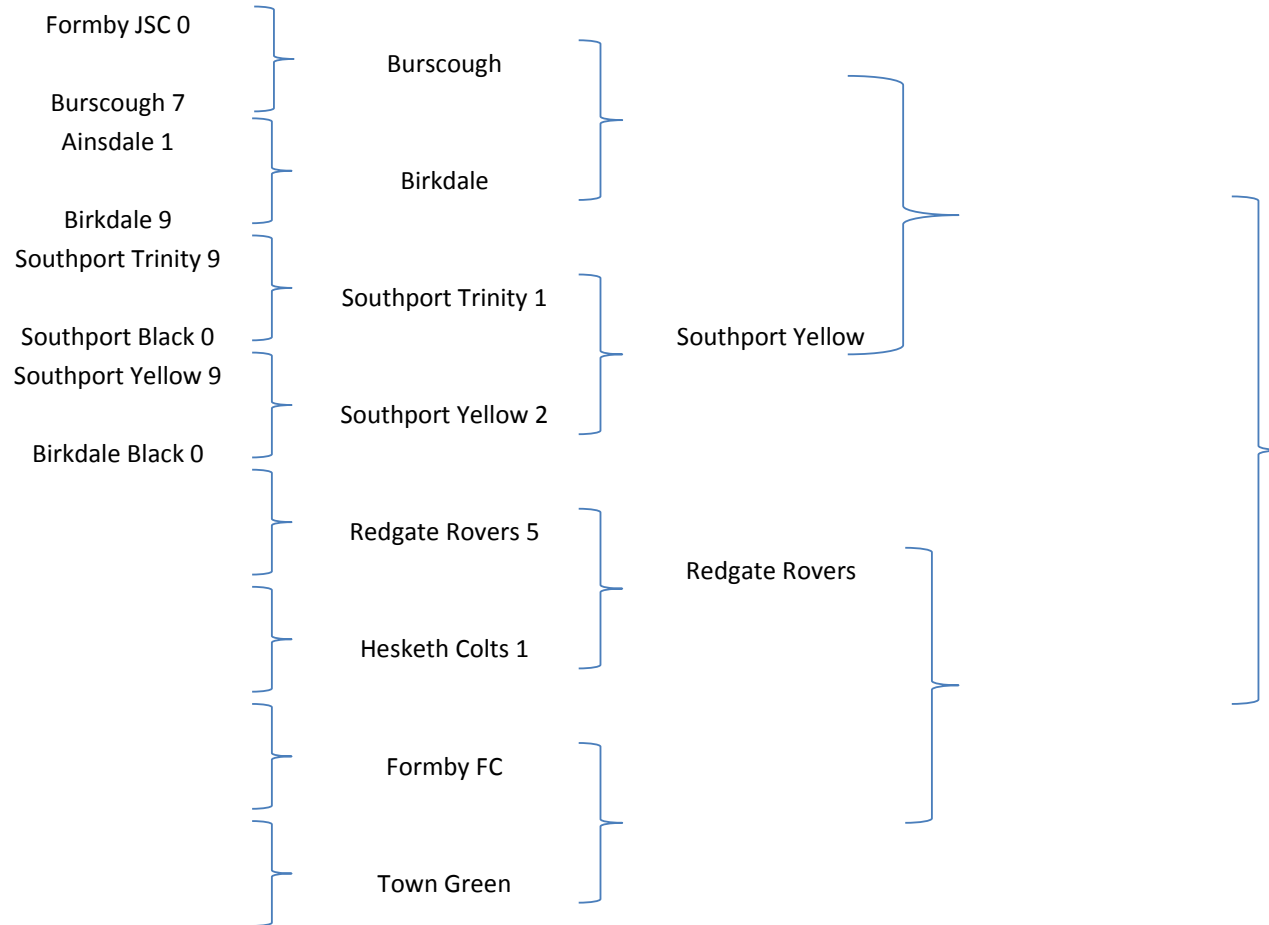 Formby JSC 0
Burscough 7
Ainsdale 1
Birkdale 9
Southport Trinity 9
Southport Black 0
Southport Yellow 9
Birkdale Black 0
Burscough
Birkdale
Southport Trinity 1
Southport Yellow 2
Redgate Rovers 5
Hesketh Colts 1
Formby FC
Town Green
Southport Yellow
Redgate Rovers